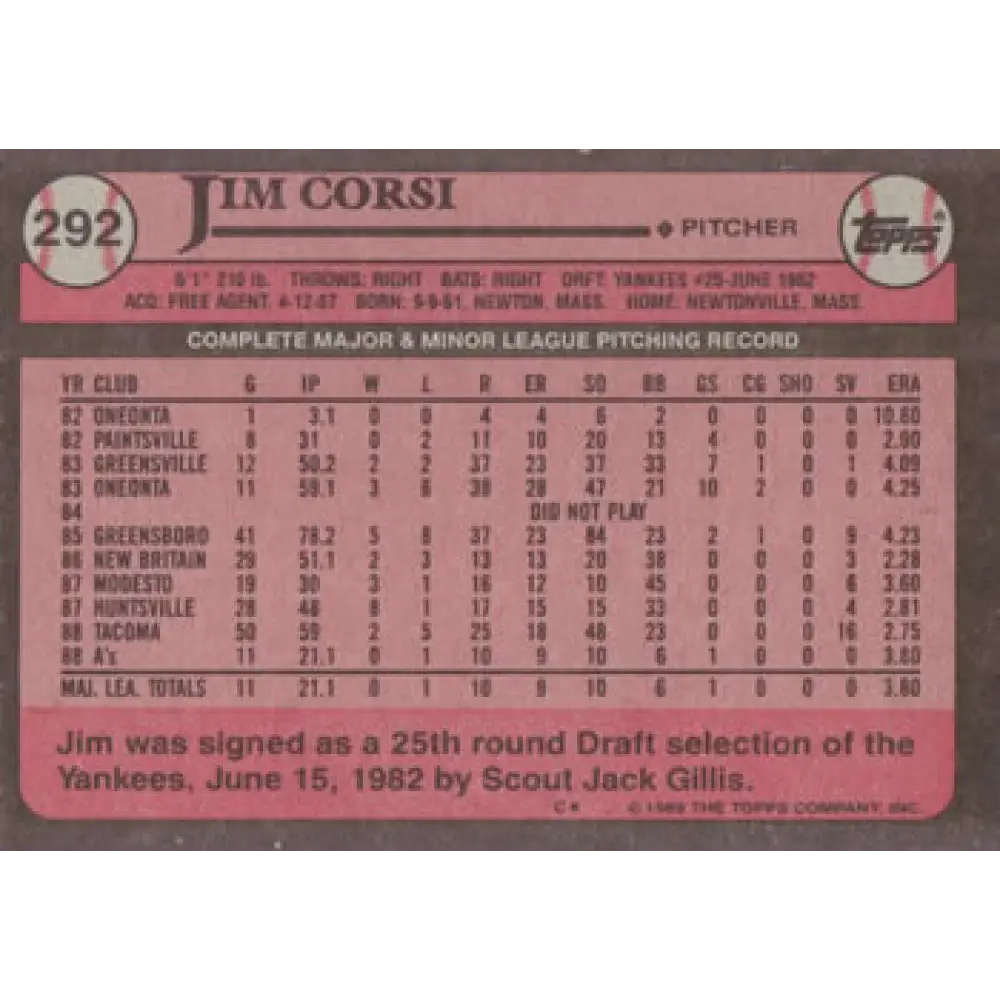 292
JIM CORSI
PITCHER
TOPPS
6'1" 210 lb. THROWS: RIGHT BATS: RIGHT DRFT: YANKEES #25-JUNE 1982
ACQ: FREE AGENT, 4-12-87 BORN: 9-9-61, NEWTON, MASS. HOME: NEWTONVILLE, MASS.
COMPLETE MAJOR & MINOR LEAGUE PITCHING RECORD
YR CLUB G IP W L R ER SO BB GS CG SHO SV ERA
82 ONEONTA 1 3.1 0 0 4 4 6 2 0 0 0 0 10.80
82 PAINTSVILLE 8 31 0 2 11 10 20 13 4 0 0 0 2.90
83 GREENSVILLE 12 50.2 2 2 37 23 37 33 7 1 0 1 4.09
83 ONEONTA 11 59.1 3 6 38 28 47 21 10 2 0 0 4.25
84 DID NOT PLAY
85 GREENSBORO 41 78.2 5 8 37 23 84 23 2 1 0 9 4.23
86 NEW BRITAIN 29 51.1 2 3 13 13 20 38 0 0 0 3 2.28
87 MODESTO 19 30 3 1 16 12 10 45 0 0 0 6 3.60
87 HUNTSVILLE 28 48 8 1 17 15 15 33 0 0 0 4 2.81
88 TACOMA 50 59 2 5 25 18 48 23 0 0 0 16 2.75
88 A's 11 21.1 0 1 10 9 10 6 1 0 0 0 3.80
MAJ. LEA. TOTALS 11 21.1 0 1 10 9 10 6 1 0 0 0 3.80
Jim was signed as a 25th round Draft selection of the
Yankees, June 15, 1982 by Scout Jack Gillis.
C* © 1989 THE TOPPS COMPANY, INC.